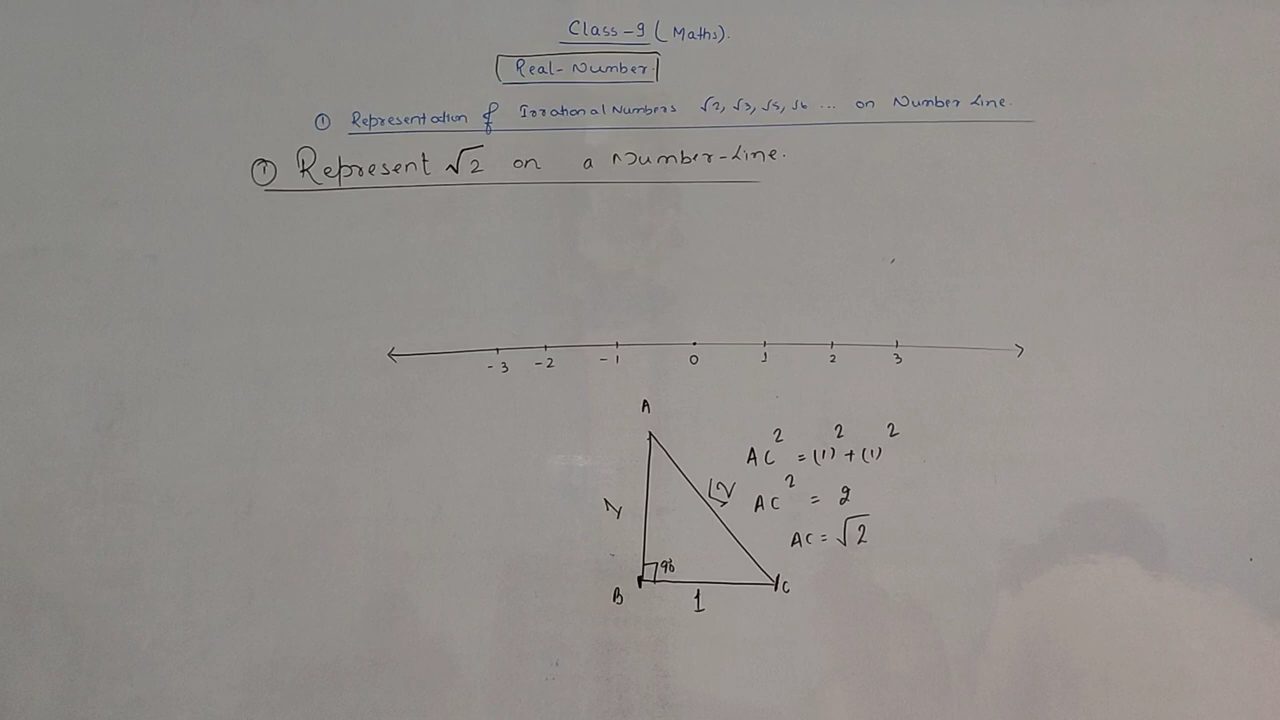 Class-9 (Maths).
Real-Number.
① Representation of Irrational Numbers √2, √3, √5, √6 ... on Number Line.
① Represent √2 on a Number-Line.
-3 -2 -1 0 1 2 3
A
AC² = (1)² + (1)²
1 √2 AC² = 2
AC = √2
90
B 1 C